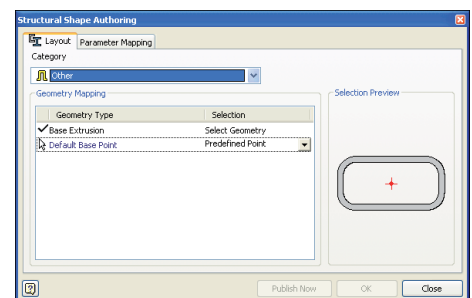 Structural Shape Authoring
Layout Parameter Mapping
Category
Other
Geometry Mapping Selection Preview
Geometry Type Selection
Base Extrusion Select Geometry
Default Base Point Predefined Point
Publish Now OK Close